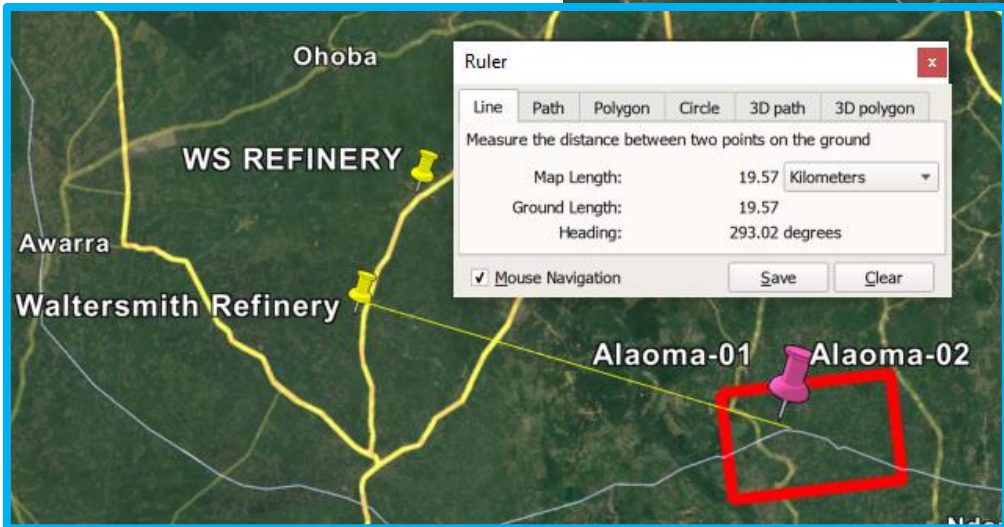 Ohoba
WS REFINERY
Awarra
Waltersmith Refinery
Alaoma-01
Alaoma-02
Ruler
x
Line Path Polygon Circle 3D path 3D polygon
Measure the distance between two points on the ground
Map Length: 19.57 Kilometers
Ground Length: 19.57
Heading: 293.02 degrees
Mouse Navigation Save Clear